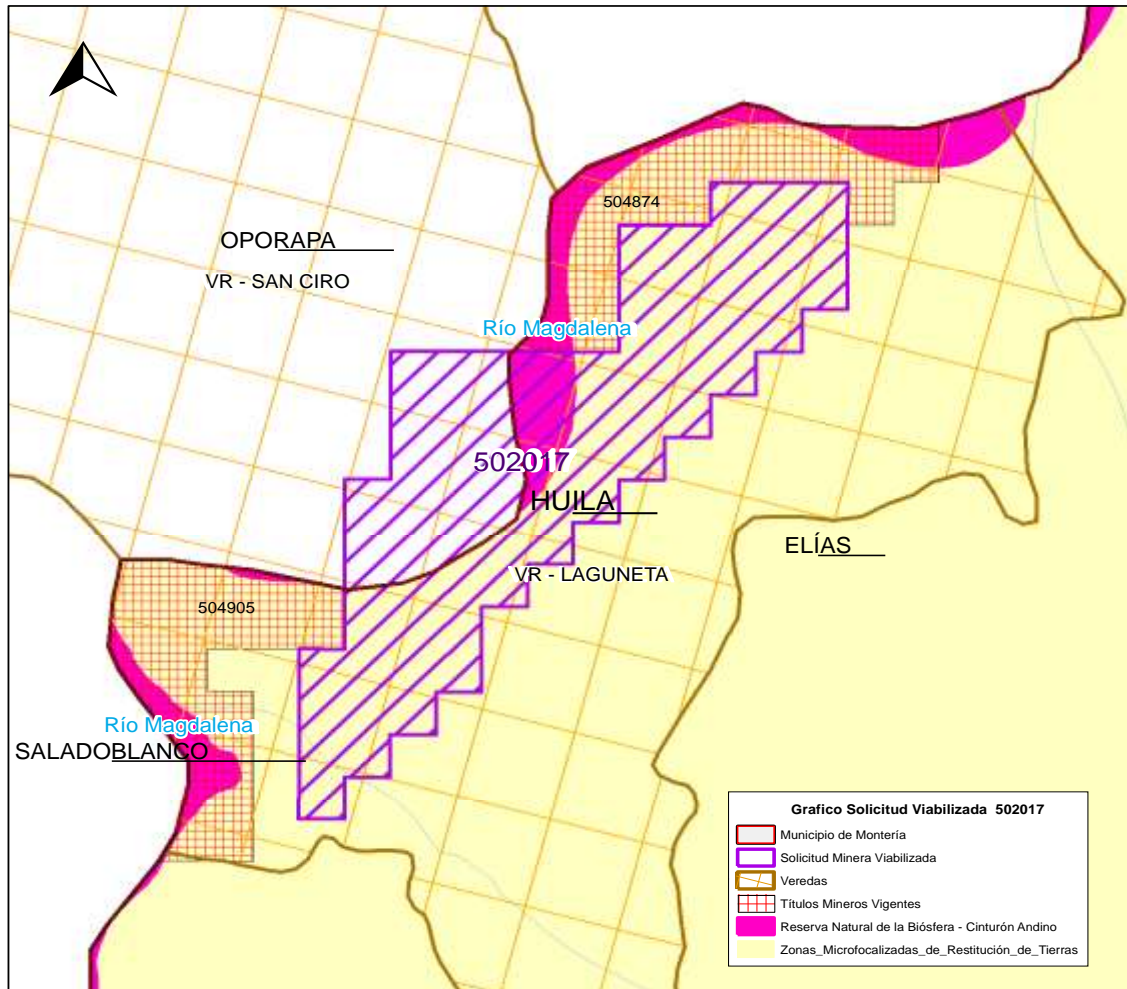 504874
OPORAPA
VR - SAN CIRO
Río Magdalena
502017
HUILA
ELÍAS
VR - LAGUNETA
504905
Río Magdalena
SALADOBLANCO
Grafico Solicitud Viabilizada 502017
Municipio de Montería
Solicitud Minera Viabilizada
Veredas
Títulos Mineros Vigentes
Reserva Natural de la Biósfera - Cinturón Andino
Zonas_Microfocalizadas_de_Restitución_de_Tierras